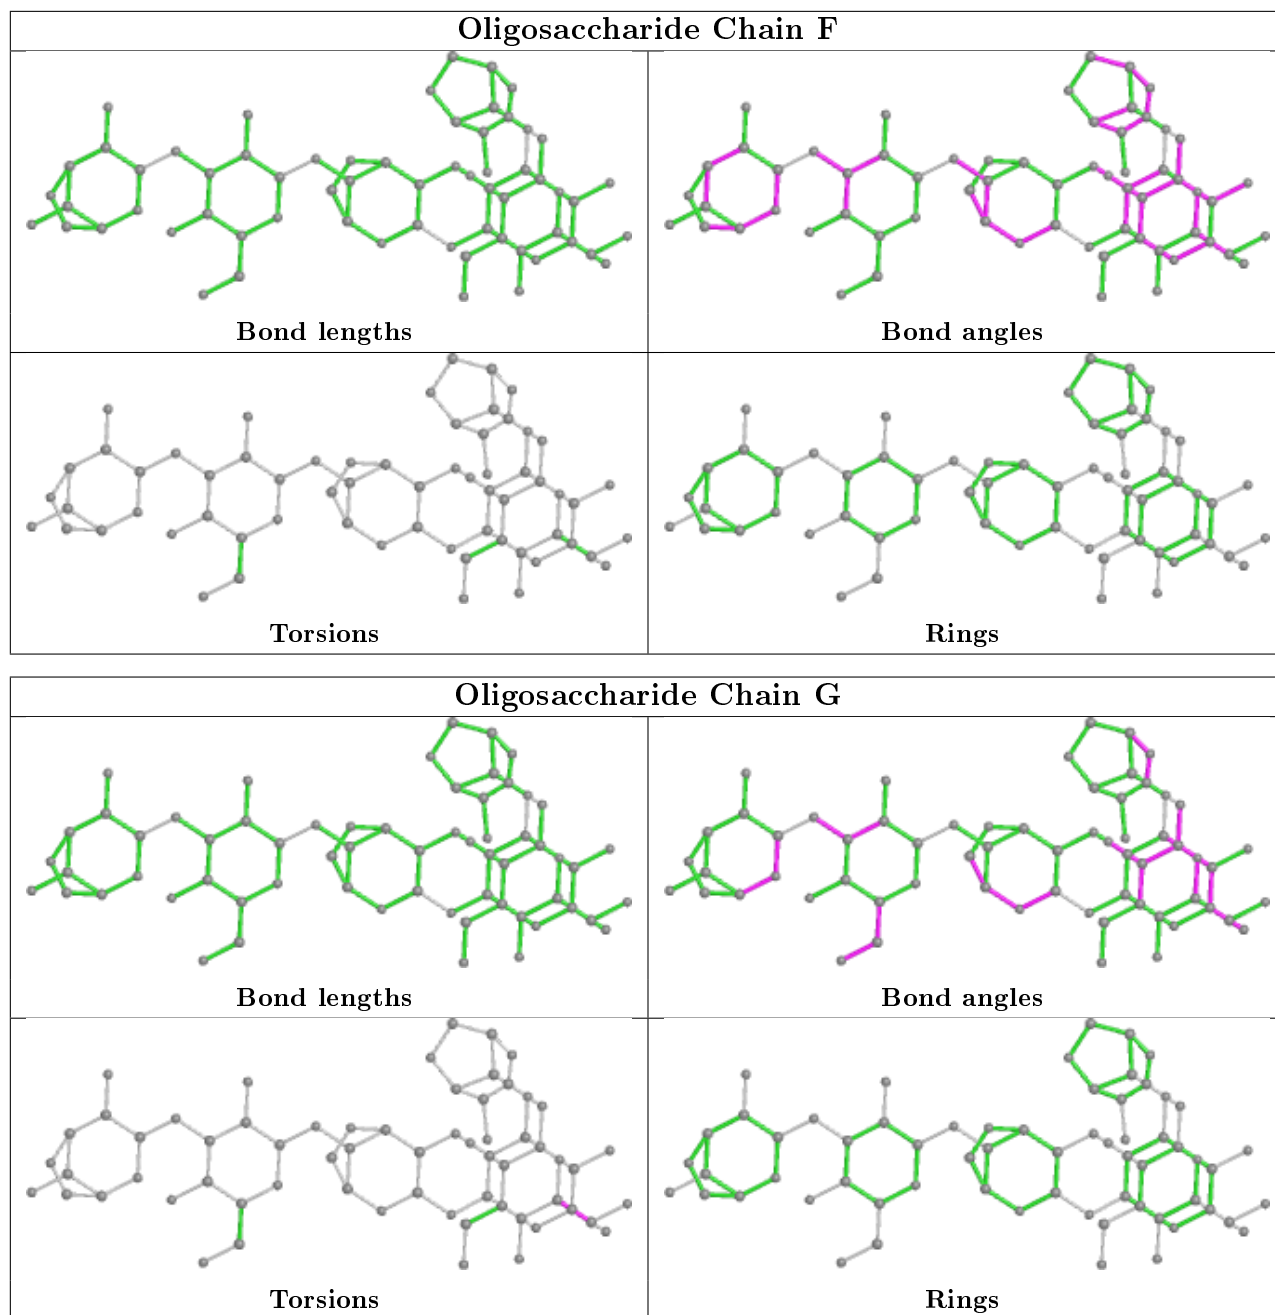 Oligosaccharide Chain F
Bond lengths
Bond angles
Torsions
Rings
Oligosaccharide Chain G
Bond lengths
Bond angles
Torsions
Rings